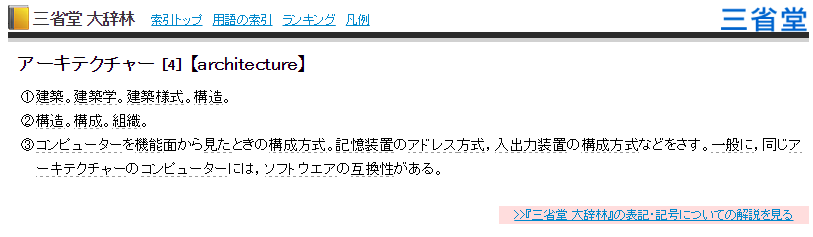 三省堂 大辞林 索引トップ 用語の索引 ランキング 凡例 三省堂
アーキテクチャー [4] 【architecture】
①建築。建築学。建築様式。構造。
②構造。構成。組織。
③コンピューターを機能面から見たときの構成方式。記憶装置のアドレス方式，入出力装置の構成方式などをさす。一般に，同じア
ーキテクチャーのコンピューターには，ソフトウエアの互換性がある。
>>『三省堂 大辞林』の表記・記号についての解説を見る